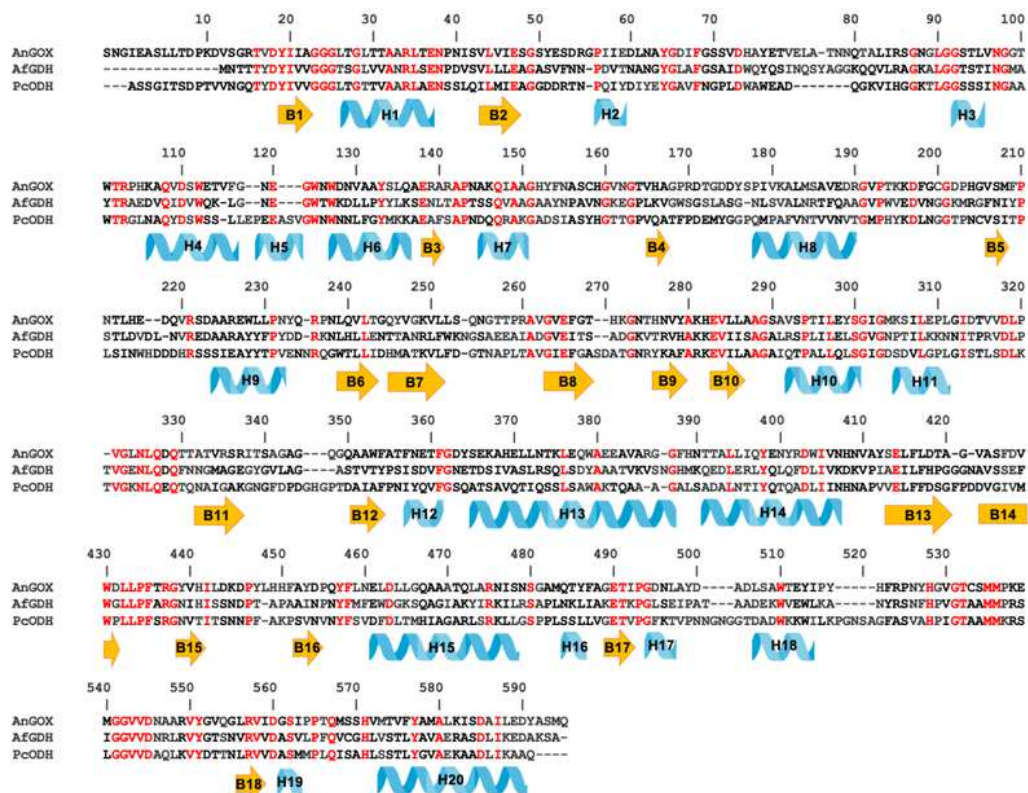 10 20 30 40 50 60 70 80 90 100
AnGOX SNGIEASLLTDPKDVSGRTVDYIIAGGGLTGLTTAARLTENPNISVLVIESGSYESDRGPIIEDLNAYGDIFGSSVDHAYETVELA-TNNQTALIRSGNGLGGSTLVNGGT
AfGDH --------------MNTTTYDYIVVGGGTSGLVVANRLSENPDVSVLLLEAGASVFNN-PDVTNANGYGLAFGSAIDWQYQSINQSYAGGKQQVLRAGKALGGTSTINGMA
PcODH ---ASSGITSDPTVVNGQTYDYIVVGGGLTGTTVAARLAENSSLQILMIEAGGDDRTN-PQIYDIYEYGAVFNGPLDWAWEAD-------QGKVIHGGKTLGGSSSINGAA
B1 H1 B2 H2 H3
110 120 130 140 150 160 170 180 190 200 210
AnGOX WTRPHKAQVDSWETVFG--NE---GWNWDNVAAYSLQAERARAPNAKQIAAGHYFNASCHGVNGTVHAGPRDTGDDYSPIVKALMSAVEDRGVPTKKDFGCGDPHGVSMFP
AfGDH YTRAEDVQIDVWQK-LG--NE---GWTWKDLLPYYLKSENLTAPTSSQVAAGAAYNPAVNGKEGPLKVGWSGSLASG-NLSVALNRTFQAAGVPWVEDVNGGKMRGFNIYP
PcODH WTRGLNAQYDSWSS-LLEPEEASVGWNWNNLFGYMKKAEAFSAPNDQQRAKGADSIASYHGTTGPVQATFPDEMYGGPQMPAFVNTVVNVTGMPHYKDLNGGTPNCVSITP
H4 H5 H6 B3 H7 B4 H8 B5
220 230 240 250 260 270 280 290 300 310 320
AnGOX NTLHE--DQVRSDAAREWLLPNYQ-RPNLQVLTGQYVGKVLLS-QNGTTPRAVGVEFGT--HKGNTHNVYAKHEVLLAAGSAVSPTILEYSGIGMKSILEPLGIDTVVDLP
AfGDH STLDVDL-NVREDAARAYYFPYDD-RKNLHLLENTTANRLFWKNGSAEEAIADGVEITS--ADGKVTRVHAKKEVIISAGALRSPLILELSGVGNPTILKKNNITPRVDLP
PcODH LSINWHDDDDHRSSSIEAYYTPVENNRQGWTLLIDHMATKVLFD-GTNAPLTAVGIEFGASDATGNRYKAFARKEVILAAGAIQTPALLQLSGIGDSDVLGPLGISTLSDLK
H9 B6 B7 B8 B9 B10 H10 H11
330 340 350 360 370 380 390 400 410 420
AnGOX -VGLNLQDQTTATVRSRITSAGAG--QGQAAWFATFNETFGDYSEKAHELLNTKLEQWAEEAVARG-GFHNTTALLIQYENYRDWIVNHNVAYSELFLDTA-G-VASFDV
AfGDH TVGENLQDQFNNGMAGEGYGVLAG---ASTVTYPSISDVFGNETDSIVASLRSQLSDYAAATVKVSNGHMKQEDLERLYQLQFDLIVKDKVPIAEILFHPGGGNAVSSEF
PcODH TVGKNLQEQTQNAIGAKGNGFDPDGHGPTDAIAFPNIYQVFGSQATSAVQTIQSSLSAWAKTQAA-A-GALSADALNTIYQTQADLIINHNAPVVELFFDSGFPDDVGIVM
B11 B12 H12 H13 H14 B13 B14
430 440 450 460 470 480 490 500 510 520 530
AnGOX WDLLPFTRGYVHILDKDPYLHHFAYDPQYFLNELDLLGQAAATQLARNISNSGAMQTYFAGETIPGDNLAYD----ADLSAWTEYIPY-----HFRPNYHGVGTCSMMPKE
AfGDH WGLLPFARGNIHISSNDPT-APAAINPNYFMFEWDGKSQAGIAKYIRKILRSAPLNKLIAKETKPGLSEIPAT----AADEKWVEWLKA-----NYRSNFHPVGTAAMMPRS
PcODH WPLLPFSRGNVTITSNNPF-AKPSVNVNYFSVDFDLTMHIAGARLSRKLLGSPPLSSLLVGETVPGFKTVPNNGNGGTDADWKKWILKPGNSAGFASVAHPIGTAAMMKRS
B15 B16 H15 H16 B17 H17 H18
540 550 560 570 580 590
AnGOX MGGVVDNAARVYGVQGLRVIDGSIPPTQMSSHVMTVFYAMALKISDAILEDYASMQ
AfGDH IGGVVDNRLRVYGTSNVRVVDASVLPFQVCGHLVSTLYAVAERASDLIKEDAKSA-
PcODH LGGVVDAQLKVYDTTNLRVVDASMMPLQISAHLSSTLYGVAEKAADLIKAAQ----
B18 H19 H20